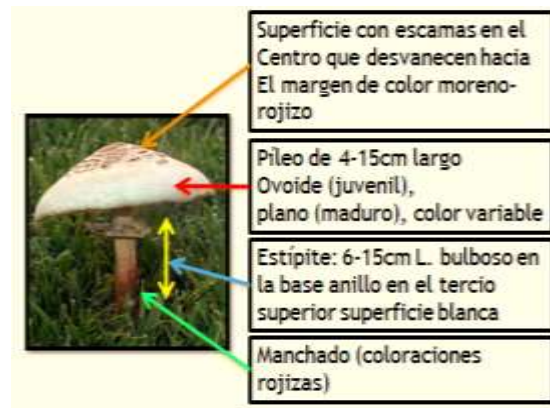 Superficie con escamas en el
Centro que desvanecen hacia
El margen de color moreno-
rojizo
Píleo de 4-15cm largo
Ovoide (juvenil),
plano (maduro), color variable
Estípite: 6-15cm L. bulboso en
la base anillo en el tercio
superior superficie blanca
Manchado (coloraciones
rojizas)